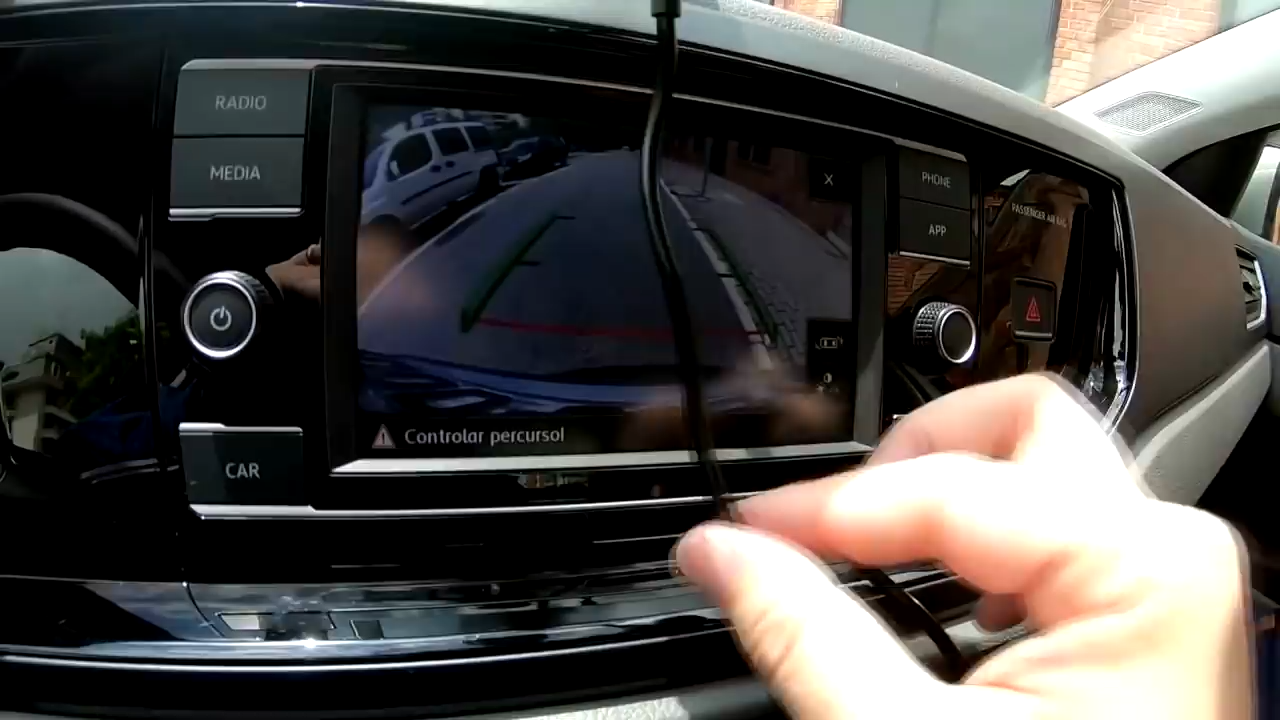 RADIO
MEDIA
PHONE
APP
PASSENGER AIR BAG
X
CAR
Controlar percursol